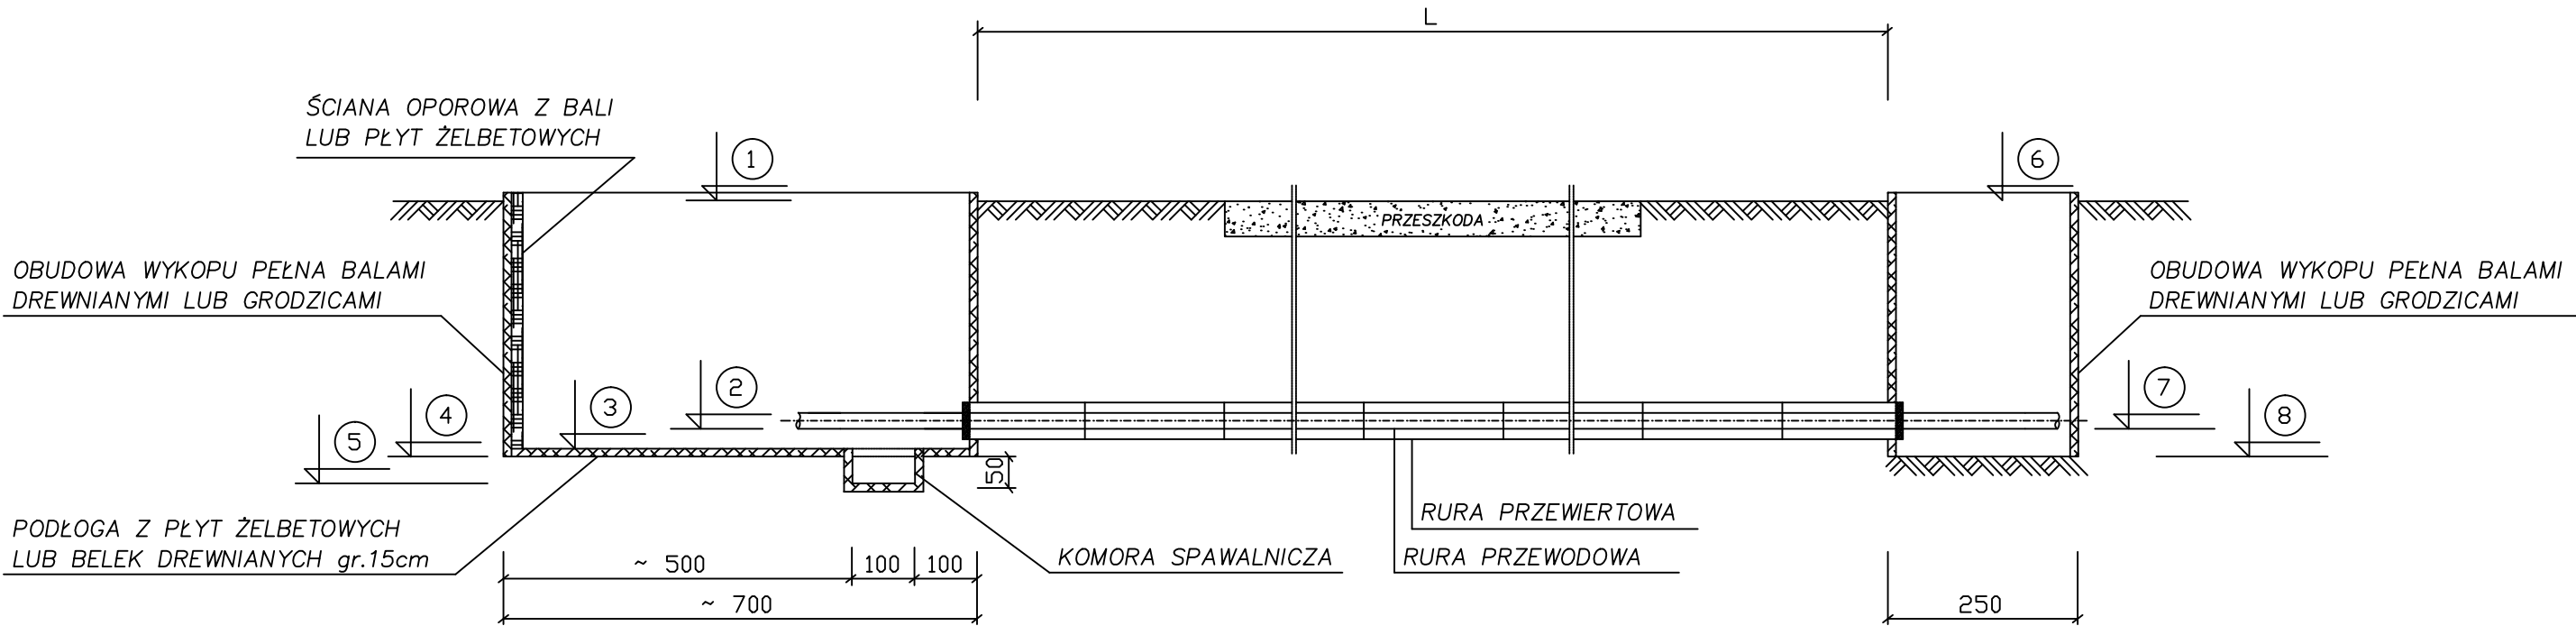 L
ŚCIANA OPOROWA Z BALI
LUB PŁYT ŻELBETOWYCH
1
6
PRZESZKODA
OBUDOWA WYKOPU PEŁNA BALAMI
DREWNIANYMI LUB GRODZICAMI
OBUDOWA WYKOPU PEŁNA BALAMI
DREWNIANYMI LUB GRODZICAMI
2
3
4
5
7
8
50
PODŁOGA Z PŁYT ŻELBETOWYCH
LUB BELEK DREWNIANYCH gr.15cm
RURA PRZEWIERTOWA
KOMORA SPAWALNICZA
RURA PRZEWODOWA
~ 500
100
100
~ 700
250